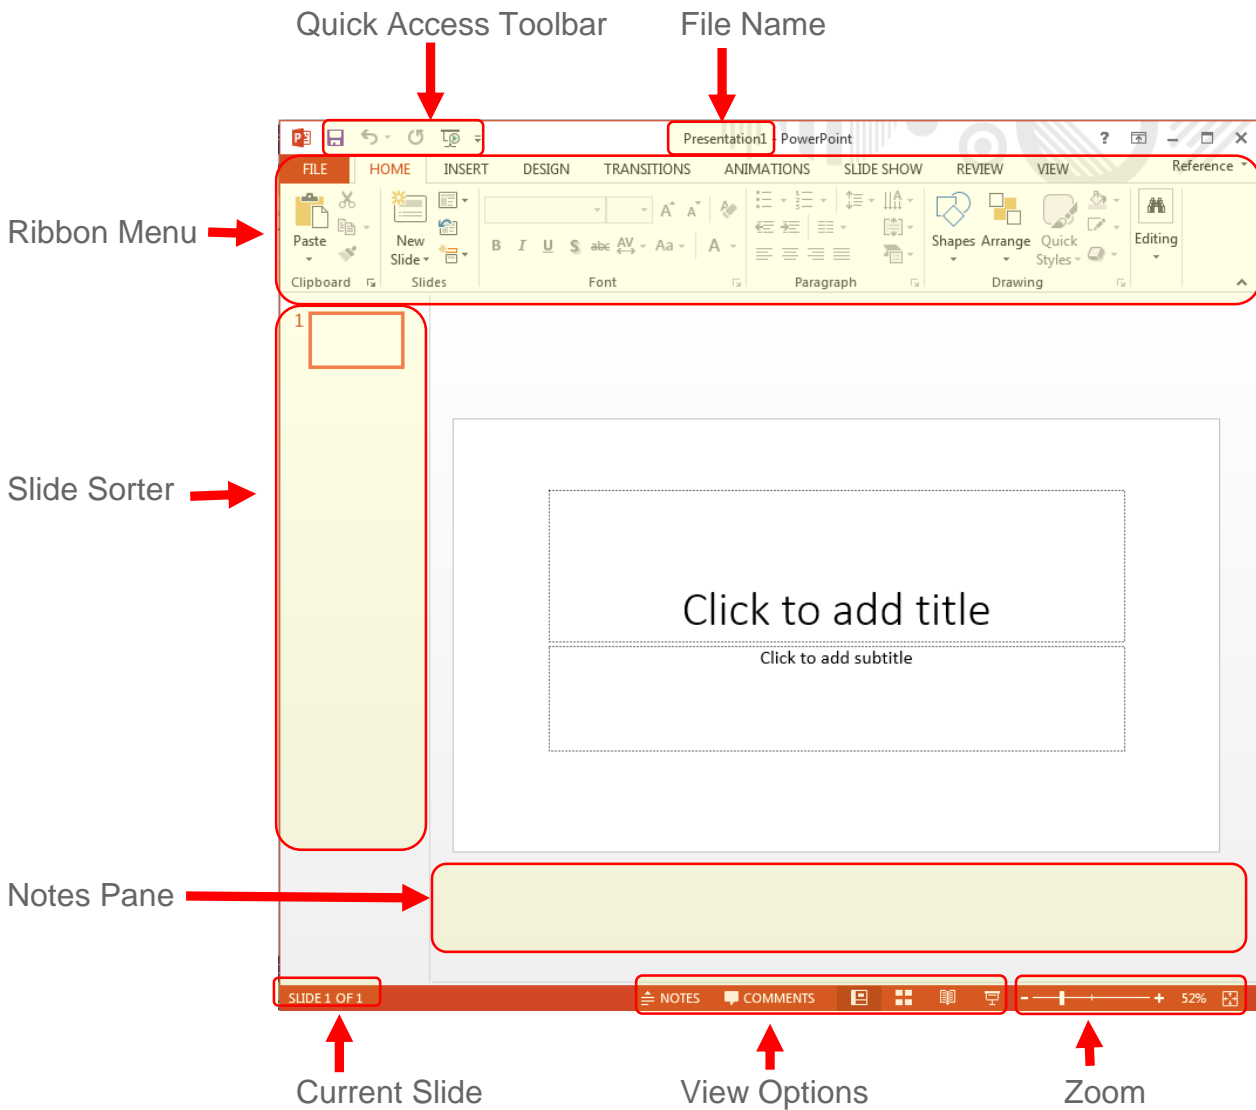 Quick Access Toolbar File Name
Presentation1 - PowerPoint ?
FILE HOME INSERT DESIGN TRANSITIONS ANIMATIONS SLIDE SHOW REVIEW VIEW Reference
Ribbon Menu
Paste
New
Slide
A A
B I U S abc AV Aa A
Shapes Arrange Quick
Styles
Editing
Clipboard Slides Font Paragraph Drawing
1
Slide Sorter
Click to add title
Click to add subtitle
Notes Pane
SLIDE 1 OF 1 NOTES COMMENTS - + 52%
Current Slide View Options Zoom